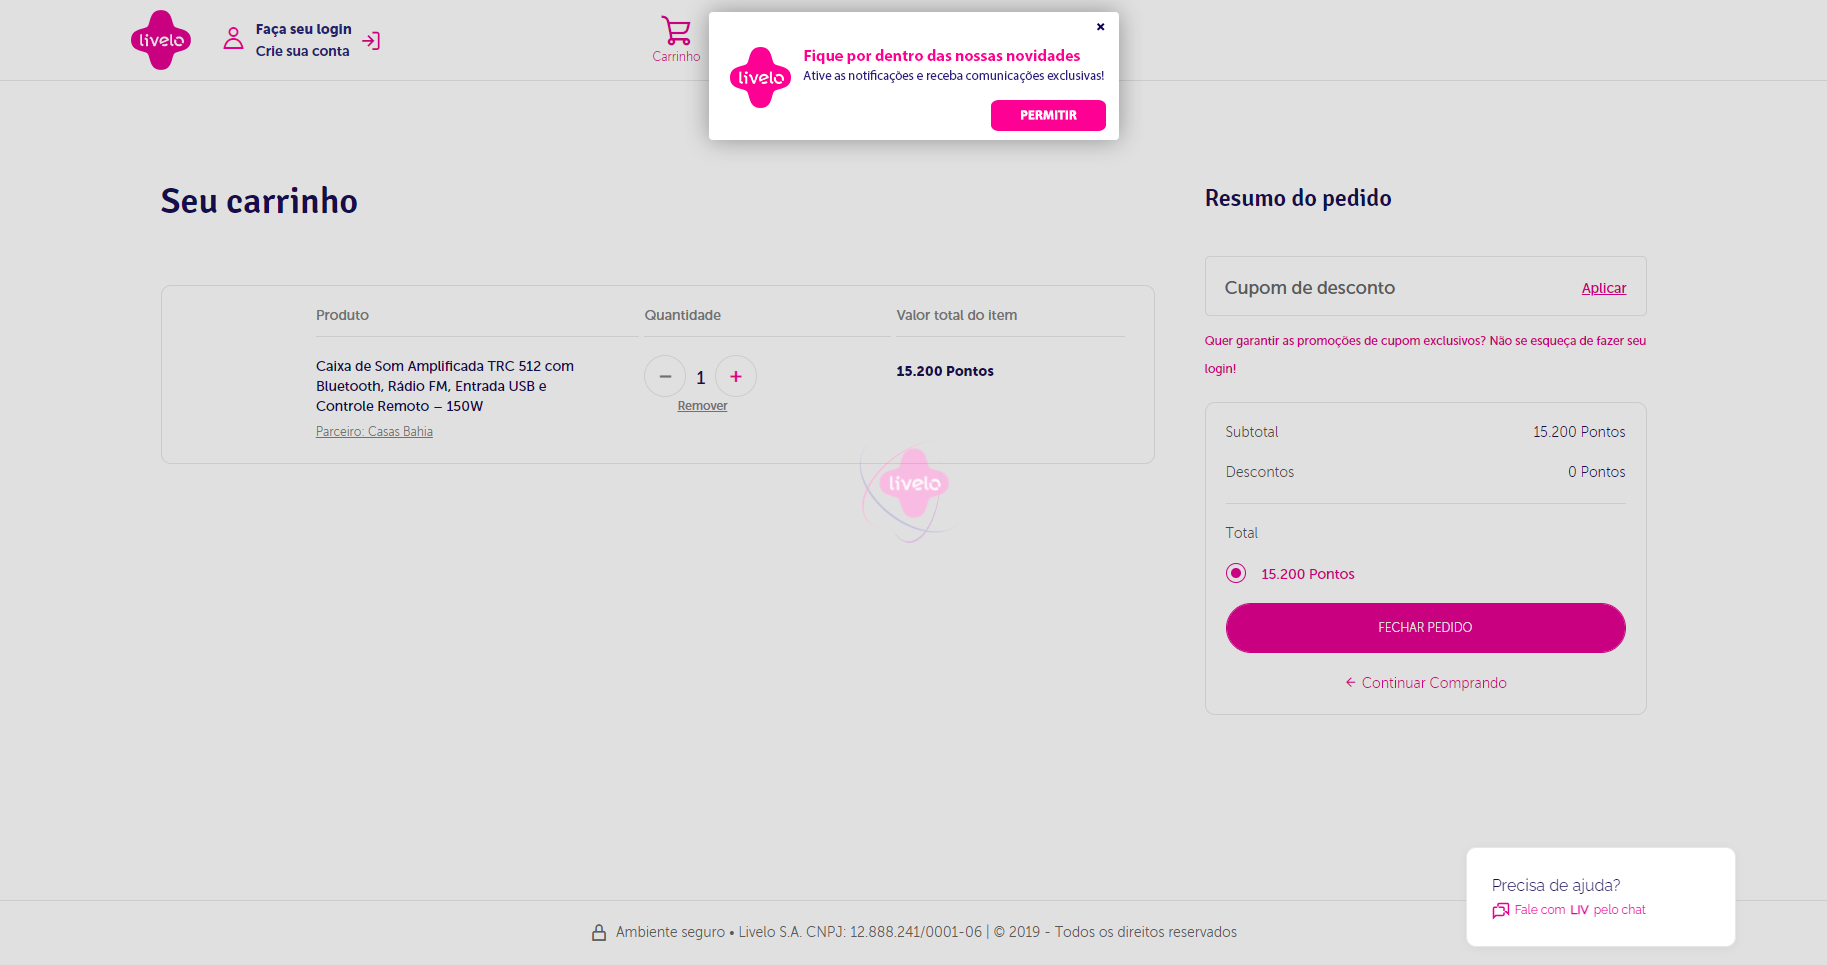 livelo
Faça seu login
Crie sua conta
Carrinho
×
livelo
Fique por dentro das nossas novidades
Ative as notificações e receba comunicações exclusivas!
PERMITIR
Seu carrinho
Produto
Quantidade
Valor total do item
Caixa de Som Amplificada TRC 512 com
Bluetooth, Rádio FM, Entrada USB e
Controle Remoto – 150W
Parceiro: Casas Bahia
− 1 +
Remover
15.200 Pontos
livelo
Resumo do pedido
Cupom de desconto Aplicar
Quer garantir as promoções de cupom exclusivos? Não se esqueça de fazer seu
login!
Subtotal 15.200 Pontos
Descontos 0 Pontos
Total
15.200 Pontos
FECHAR PEDIDO
← Continuar Comprando
Precisa de ajuda?
Fale com LIV pelo chat
Ambiente seguro • Livelo S.A. CNPJ: 12.888.241/0001-06 | © 2019 - Todos os direitos reservados